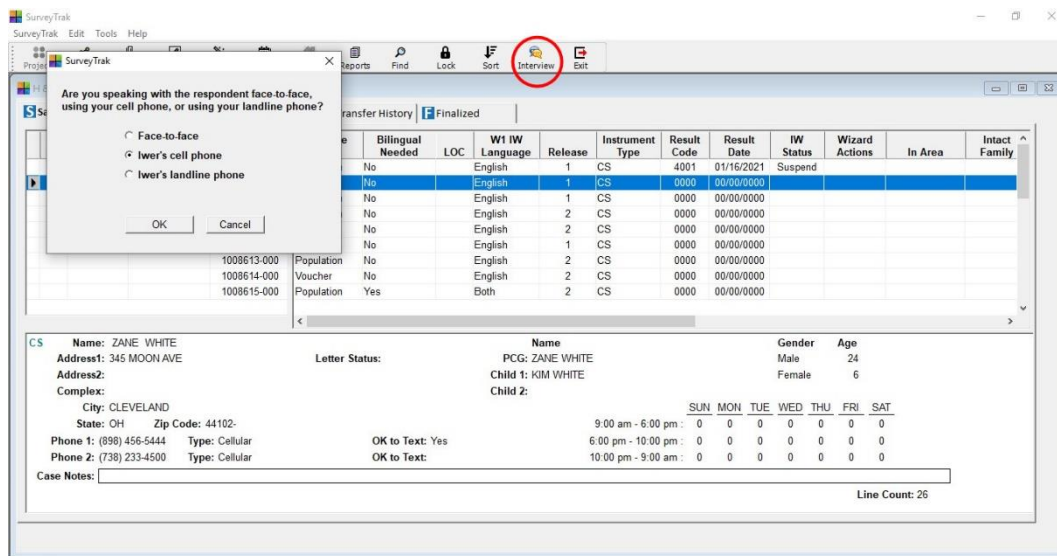 SurveyTrak
SurveyTrak Edit Tools Help
Reports Find Lock Sort Interview Exit
SurveyTrak
Are you speaking with the respondent face-to-face,
using your cell phone, or using your landline phone?
Face-to-face
Iwer's cell phone
Iwer's landline phone
OK Cancel
Transfer History Finalized
Bilingual Needed LOC W1 IW Language Release Instrument Type Result Code Result Date IW Status Wizard Actions In Area Intact Family
No English 1 CS 4001 01/16/2021 Suspend
No English 1 CS 0000 00/00/0000
No English 1 CS 0000 00/00/0000
No English 2 CS 0000 00/00/0000
No English 2 CS 0000 00/00/0000
No English 1 CS 0000 00/00/0000
1008613-000 Population No English 2 CS 0000 00/00/0000
1008614-000 Voucher No English 2 CS 0000 00/00/0000
1008615-000 Population Yes Both 2 CS 0000 00/00/0000
CS Name: ZANE WHITE Name Gender Age
Address1: 345 MOON AVE Letter Status: PCG: ZANE WHITE Male 24
Address2: Child 1: KIM WHITE Female 6
Complex: Child 2:
City: CLEVELAND SUN MON TUE WED THU FRI SAT
State: OH Zip Code: 44102- 9:00 am - 6:00 pm : 0 0 0 0 0 0 0
Phone 1: (898) 456-5444 Type: Cellular OK to Text: Yes 6:00 pm - 10:00 pm : 0 0 0 0 0 0 0
Phone 2: (738) 233-4500 Type: Cellular OK to Text: 10:00 pm - 9:00 am : 0 0 0 0 0 0 0
Case Notes:
Line Count: 26